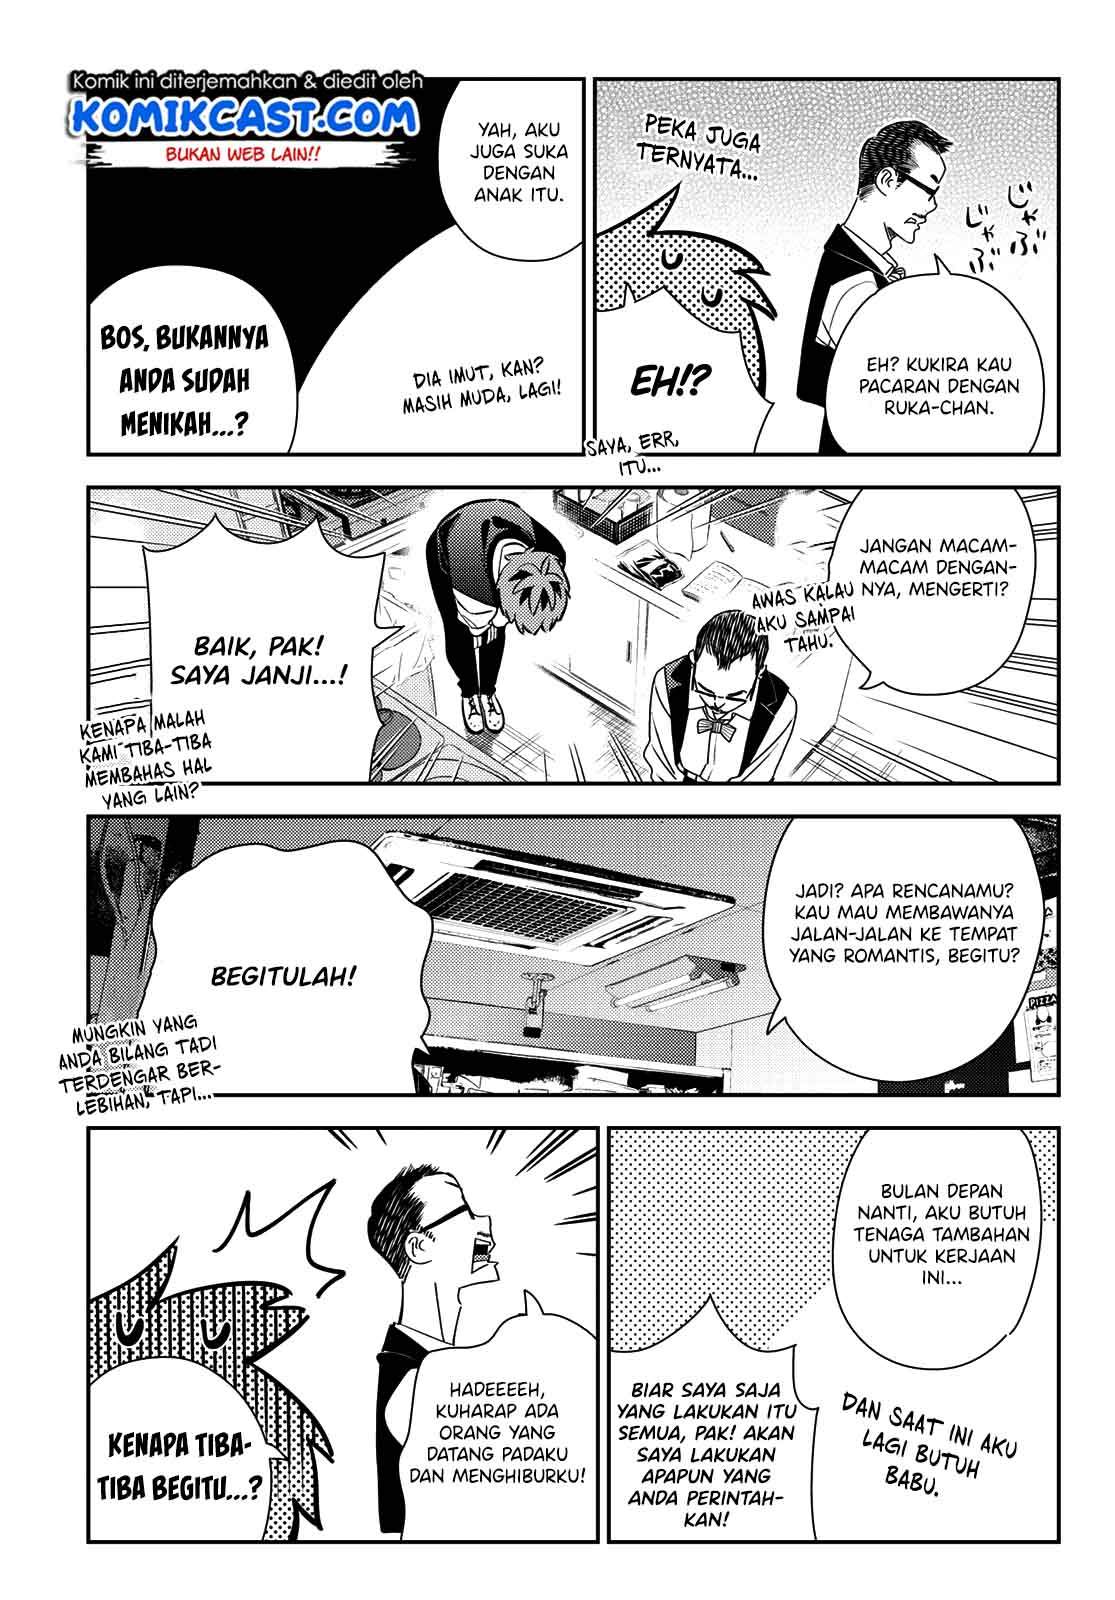 Komik ini diterjemahkan & diedit oleh
KOMIKCAST.COM
BUKAN WEB LAIN!!
PEKA JUGA
TERNYATA...
じゃぶ
じゃぶ
EH? KUKIRA KAU
PACARAN DENGAN
RUKA-CHAN.
EH!?
SAYA, ERR,
ITU...
YAH, AKU
JUGA SUKA
DENGAN
ANAK ITU.
DIA IMUT, KAN?
MASIH MUDA, LAGI!
BOS, BUKANNYA
ANDA SUDAH
MENIKAH...?
JANGAN MACAM-
MACAM DENGAN-
NYA, MENGERTI?
AWAS KALAU
AKU SAMPAI
TAHU.
BAIK, PAK!
SAYA JANJI...!
KENAPA MALAH
KAMI TIBA-TIBA
MEMBAHAS HAL
YANG LAIN?
JADI? APA RENCANAMU?
KAU MAU MEMBAWANYA
JALAN-JALAN KE TEMPAT
YANG ROMANTIS, BEGITU?
PIZZA
BEGITULAH!
MUNGKIN YANG
ANDA BILANG TADI
TERDENGAR BER-
LEBIHAN, TAPI...
BULAN DEPAN
NANTI, AKU BUTUH
TENAGA TAMBAHAN
UNTUK KERJAAN
INI...
DAN SAAT INI AKU
LAGI BUTUH
BABU.
BIAR SAYA SAJA
YANG LAKUKAN ITU
SEMUA, PAK! AKAN
SAYA LAKUKAN
APAPUN YANG
ANDA PERINTAH-
KAN!
HADEEEEH,
KUHARAP ADA
ORANG YANG
DATANG PADAKU
DAN MENGHIBURKU!
KENAPA TIBA-
TIBA BEGITU...?